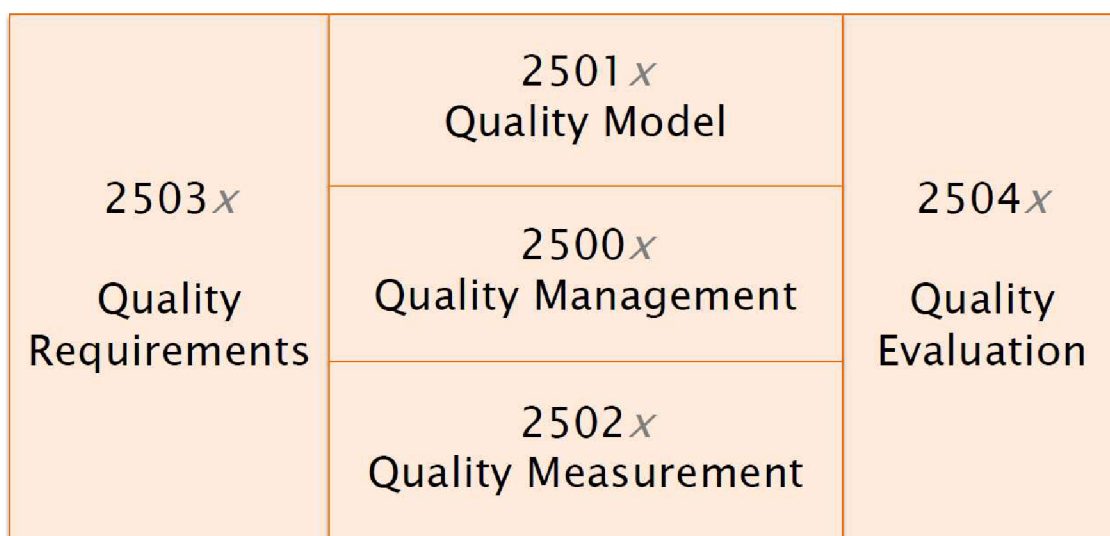 2503x
Quality
Requirements
2501x
Quality Model
2500x
Quality Management
2502x
Quality Measurement
2504x
Quality
Evaluation